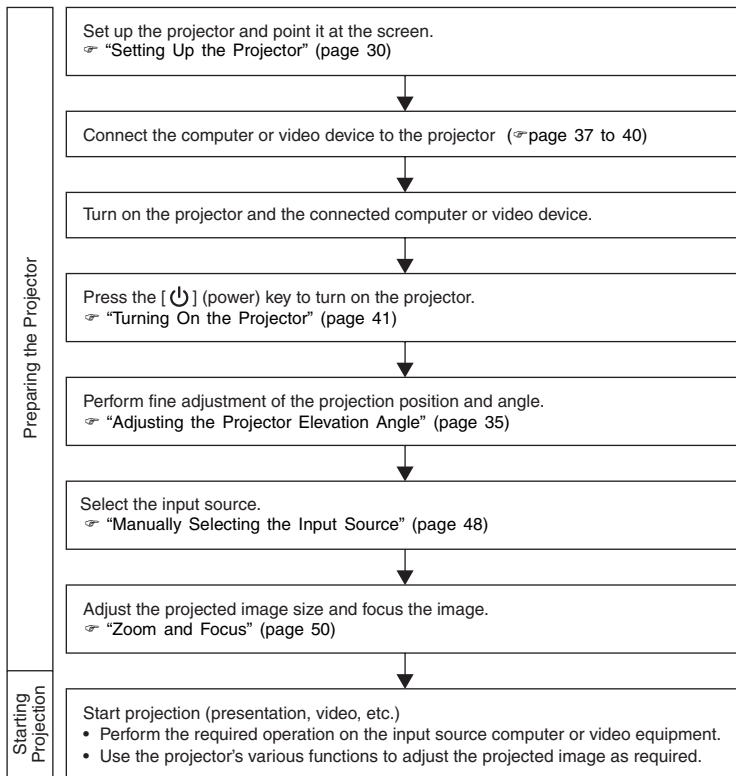 Preparing the Projector
Set up the projector and point it at the screen.
☞ “Setting Up the Projector” (page 30)
Connect the computer or video device to the projector (☞page 37 to 40)
Turn on the projector and the connected computer or video device.
Press the [⏻] (power) key to turn on the projector.
☞ “Turning On the Projector” (page 41)
Perform fine adjustment of the projection position and angle.
☞ “Adjusting the Projector Elevation Angle” (page 35)
Select the input source.
☞ “Manually Selecting the Input Source” (page 48)
Adjust the projected image size and focus the image.
☞ “Zoom and Focus” (page 50)
Starting
Projection
Start projection (presentation, video, etc.)
• Perform the required operation on the input source computer or video equipment.
• Use the projector’s various functions to adjust the projected image as required.